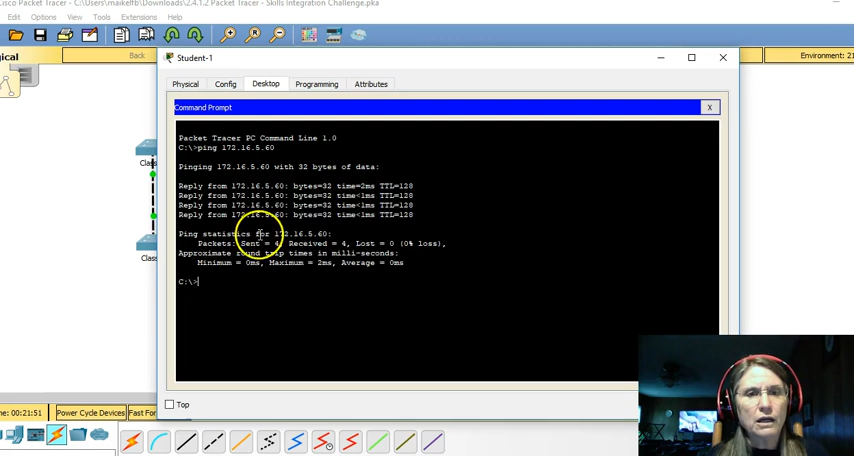 Cisco Packet Tracer - C:\Users\maikelfb\Downloads\2.4.1.2 Packet Tracer - Skills Integration Challenge.pka
Edit Options View Tools Extensions Help
gical
Back
Environment: 21
Student-1
Physical Config Desktop Programming Attributes
Command Prompt
X
Packet Tracer PC Command Line 1.0
C:\>ping 172.16.5.60
Pinging 172.16.5.60 with 32 bytes of data:
Reply from 172.16.5.60: bytes=32 time=2ms TTL=128
Reply from 172.16.5.60: bytes=32 time<1ms TTL=128
Reply from 172.16.5.60: bytes=32 time<1ms TTL=128
Reply from 172.16.5.60: bytes=32 time<1ms TTL=128
Ping statistics for 172.16.5.60:
Packets: Sent = 4, Received = 4, Lost = 0 (0% loss),
Approximate round trip times in milli-seconds:
Minimum = 0ms, Maximum = 2ms, Average = 0ms
C:\>
Class
Class
Top
me: 00:21:51 Power Cycle Devices Fast For